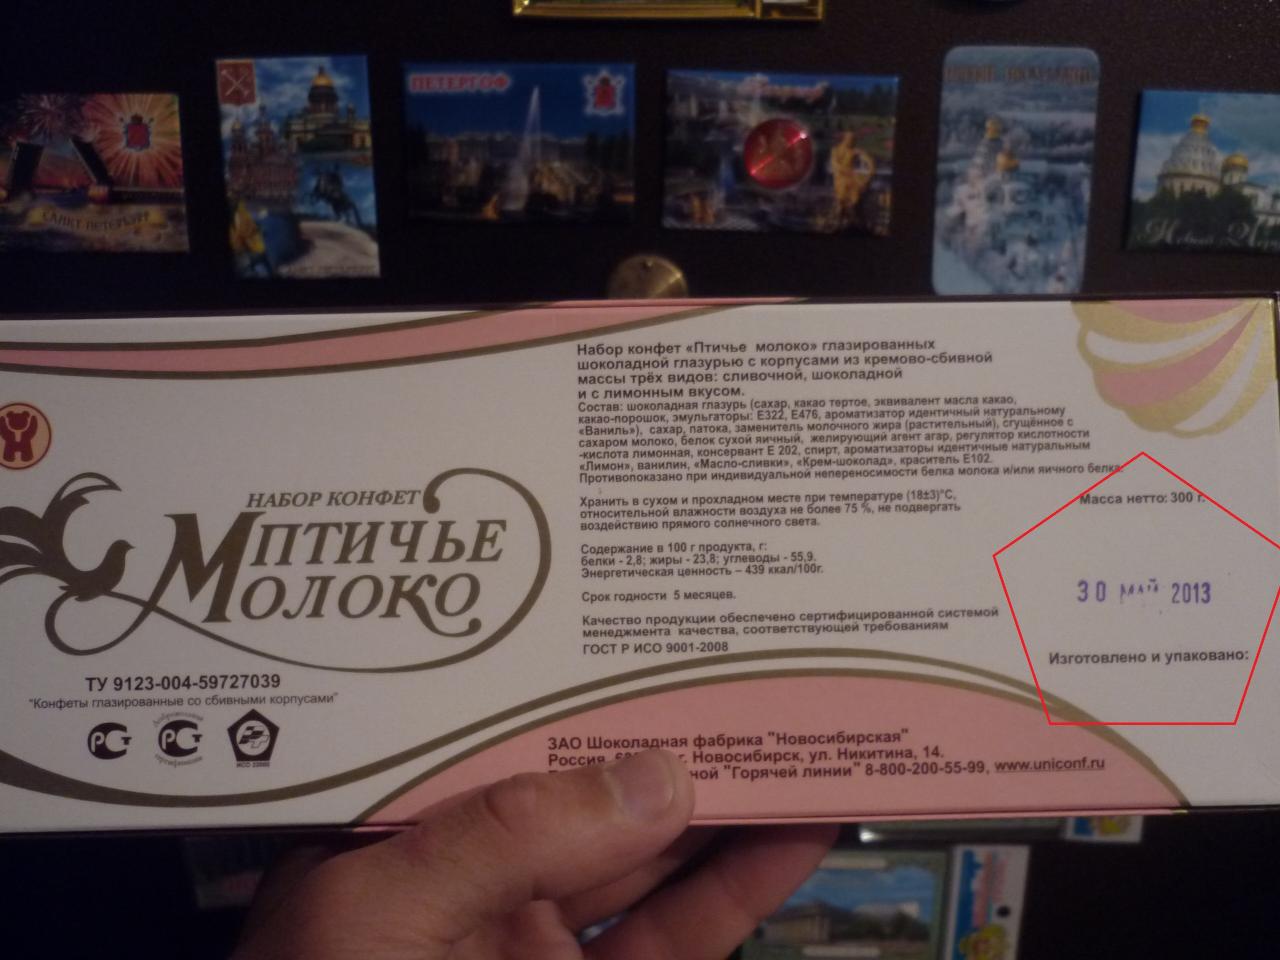 САНКТ-ПЕТЕРБУРГ
ПЕТЕРГОФ
Новый
Набор конфет «Птичье молоко» глазированных
шоколадной глазурью с корпусами из кремово-сбивной
массы трёх видов: сливочной, шоколадной
и с лимонным вкусом.
Состав: шоколадная глазурь (сахар, какао тертое, эквивалент масла какао,
какао-порошок, эмульгаторы: Е322, Е476, ароматизатор идентичный натуральному
«Ваниль»), сахар, патока, заменитель молочного жира (растительный), сгущённое с
сахаром молоко, белок сухой яичный, желирующий агент агар, регулятор кислотности
-кислота лимонная, консервант Е 202, спирт, ароматизаторы идентичные натуральным
«Лимон», ванилин, «Масло-сливки», «Крем-шоколад», краситель Е102.
Противопоказано при индивидуальной непереносимости белка молока и/или яичного белка.
Хранить в сухом и прохладном месте при температуре (18±3)°С,
относительной влажности воздуха не более 75 %, не подвергать
воздействию прямого солнечного света.
Содержание в 100 г продукта, г:
белки - 2,8; жиры - 23,8; углеводы - 55,9.
Энергетическая ценность – 439 ккал/100г.
Срок годности 5 месяцев.
Качество продукции обеспечено сертифицированной системой
менеджмента качества, соответствующей требованиям
ГОСТ Р ИСО 9001-2008
Масса нетто: 300 г.
30 МАЙ 2013
Изготовлено и упаковано:
НАБОР КОНФЕТ
ПТИЧЬЕ
МОЛОКО
ТУ 9123-004-59727039
"Конфеты глазированные со сбивными корпусами"
Добровольная
сертификация
ИСО 22000
ЗАО Шоколадная фабрика "Новосибирская"
Россия, г. Новосибирск, ул. Никитина, 14.
"Горячей линии" 8-800-200-55-99, www.uniconf.ru